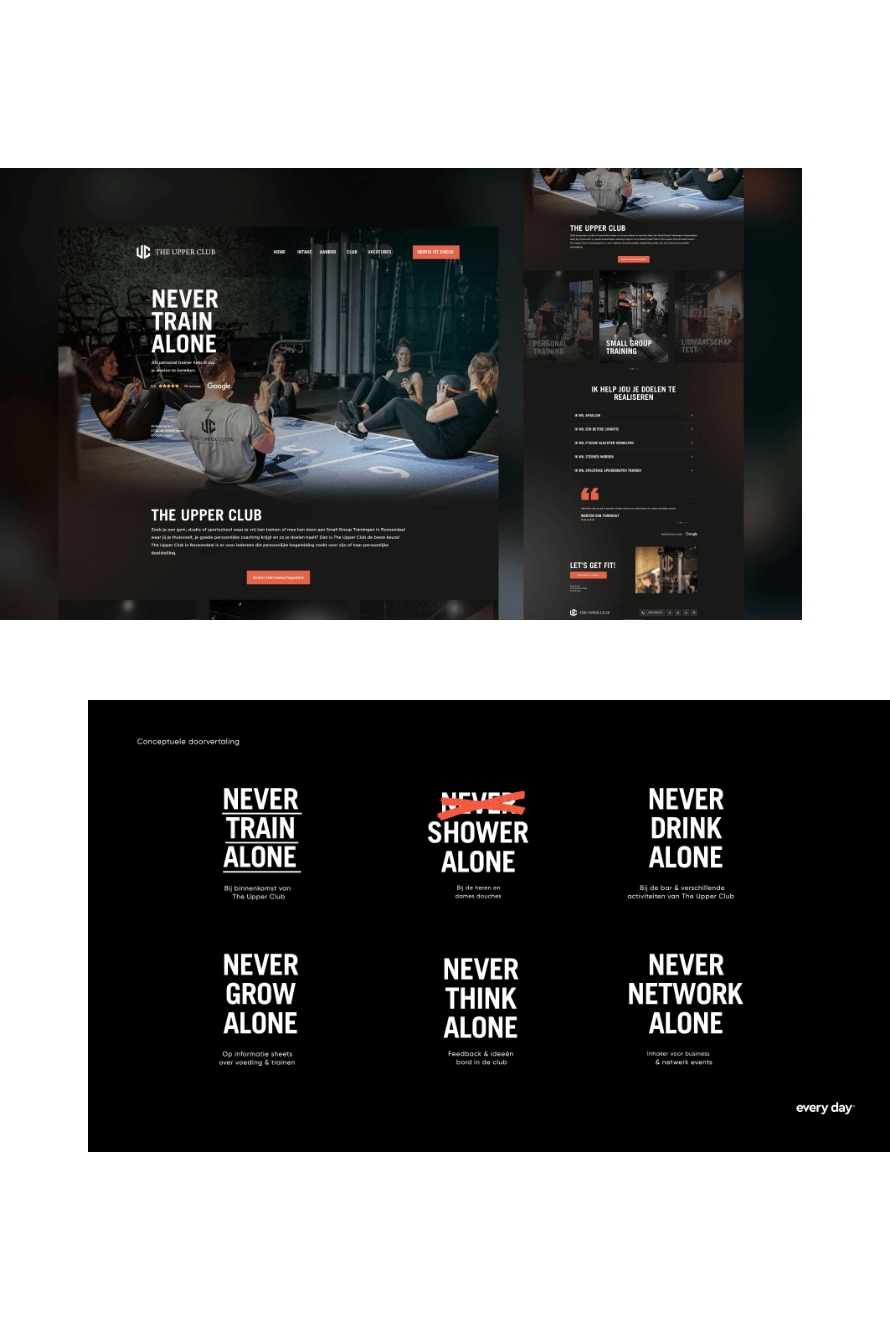 THE UPPER CLUB
HOME INTAKE AANBOD CLUB VACATURES
GRATIS FIT CHECK
NEVER
TRAIN
ALONE
Als personal trainer help ik jou
je doelen te bereiken.
Google
THE UPPER CLUB
THE UPPER CLUB
Zoek je een gym, studio of sportschool waar je vrij kan trainen of mee kan doen aan Small Group Trainingen in Roosendaal
waar jij je thuisvoelt, je goede persoonlijke coaching krijgt en zo je doelen haalt? Dan is The Upper Club de beste keuze!
The Upper Club in Roosendaal is er voor iedereen die persoonlijke begeleiding zoekt voor zijn of haar persoonlijke
doelstelling.
Gratis lidmaatschapstest
THE UPPER CLUB
PERSONAL
TRAINING
SMALL GROUP
TRAINING
LIDMAATSCHAP
TEST
IK HELP JOU JE DOELEN TE
REALISEREN
IK WIL AFVALLEN
IK WIL EEN BETERE CONDITIE
IK WIL FYSIEKE KLACHTEN VERHELPEN
IK WIL STERKER WORDEN
IK WIL SPECIFIEKE SPIERGROEPEN TRAINEN
Google
LET'S GET FIT!
THE UPPER CLUB
Conceptuele doorvertaling
NEVER
TRAIN
ALONE
Bij binnenkomst van
The Upper Club
NEVER
SHOWER
ALONE
Bij de heren en
dames douches
NEVER
DRINK
ALONE
Bij de bar & verschillende
activiteiten van The Upper Club
NEVER
GROW
ALONE
Op informatie sheets
over voeding & trainen
NEVER
THINK
ALONE
Feedback & ideeën
bord in de club
NEVER
NETWORK
ALONE
Inhaker voor business
& netwerk events
every day